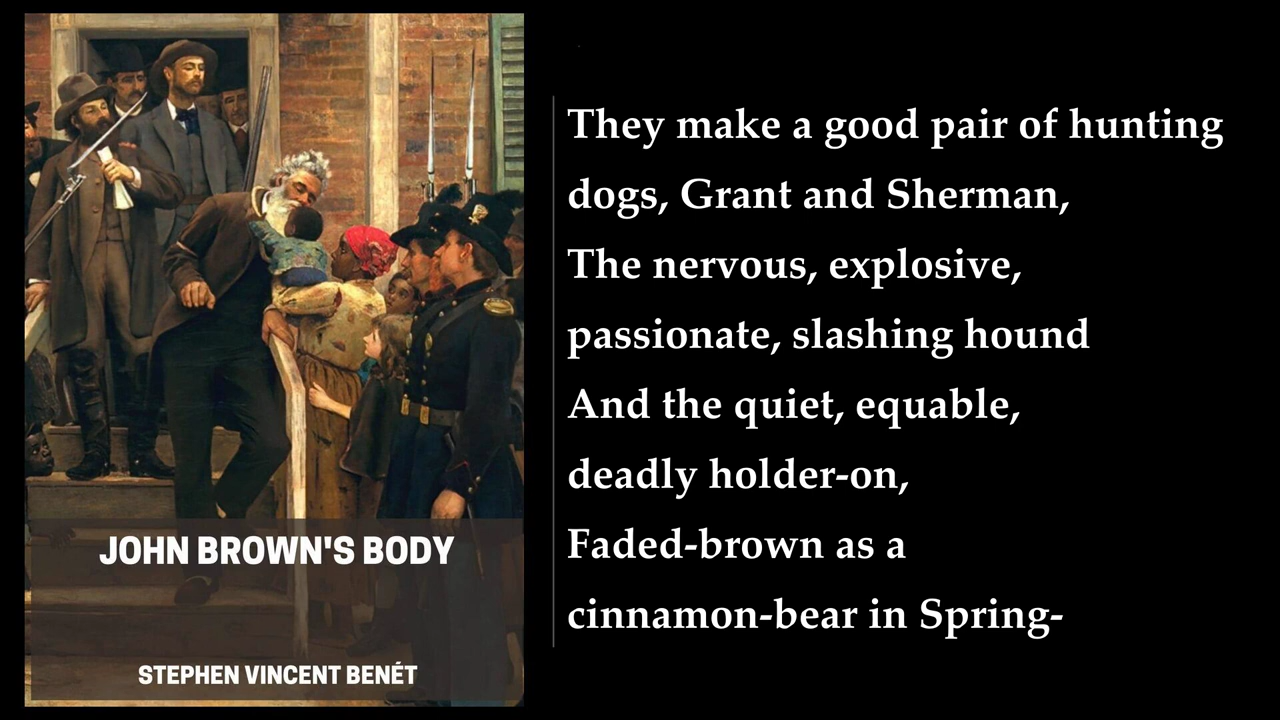 They make a good pair of hunting
dogs, Grant and Sherman,
The nervous, explosive,
passionate, slashing hound
And the quiet, equable,
deadly holder-on,
Faded-brown as a
cinnamon-bear in Spring-
JOHN BROWN'S BODY
STEPHEN VINCENT BENÉT